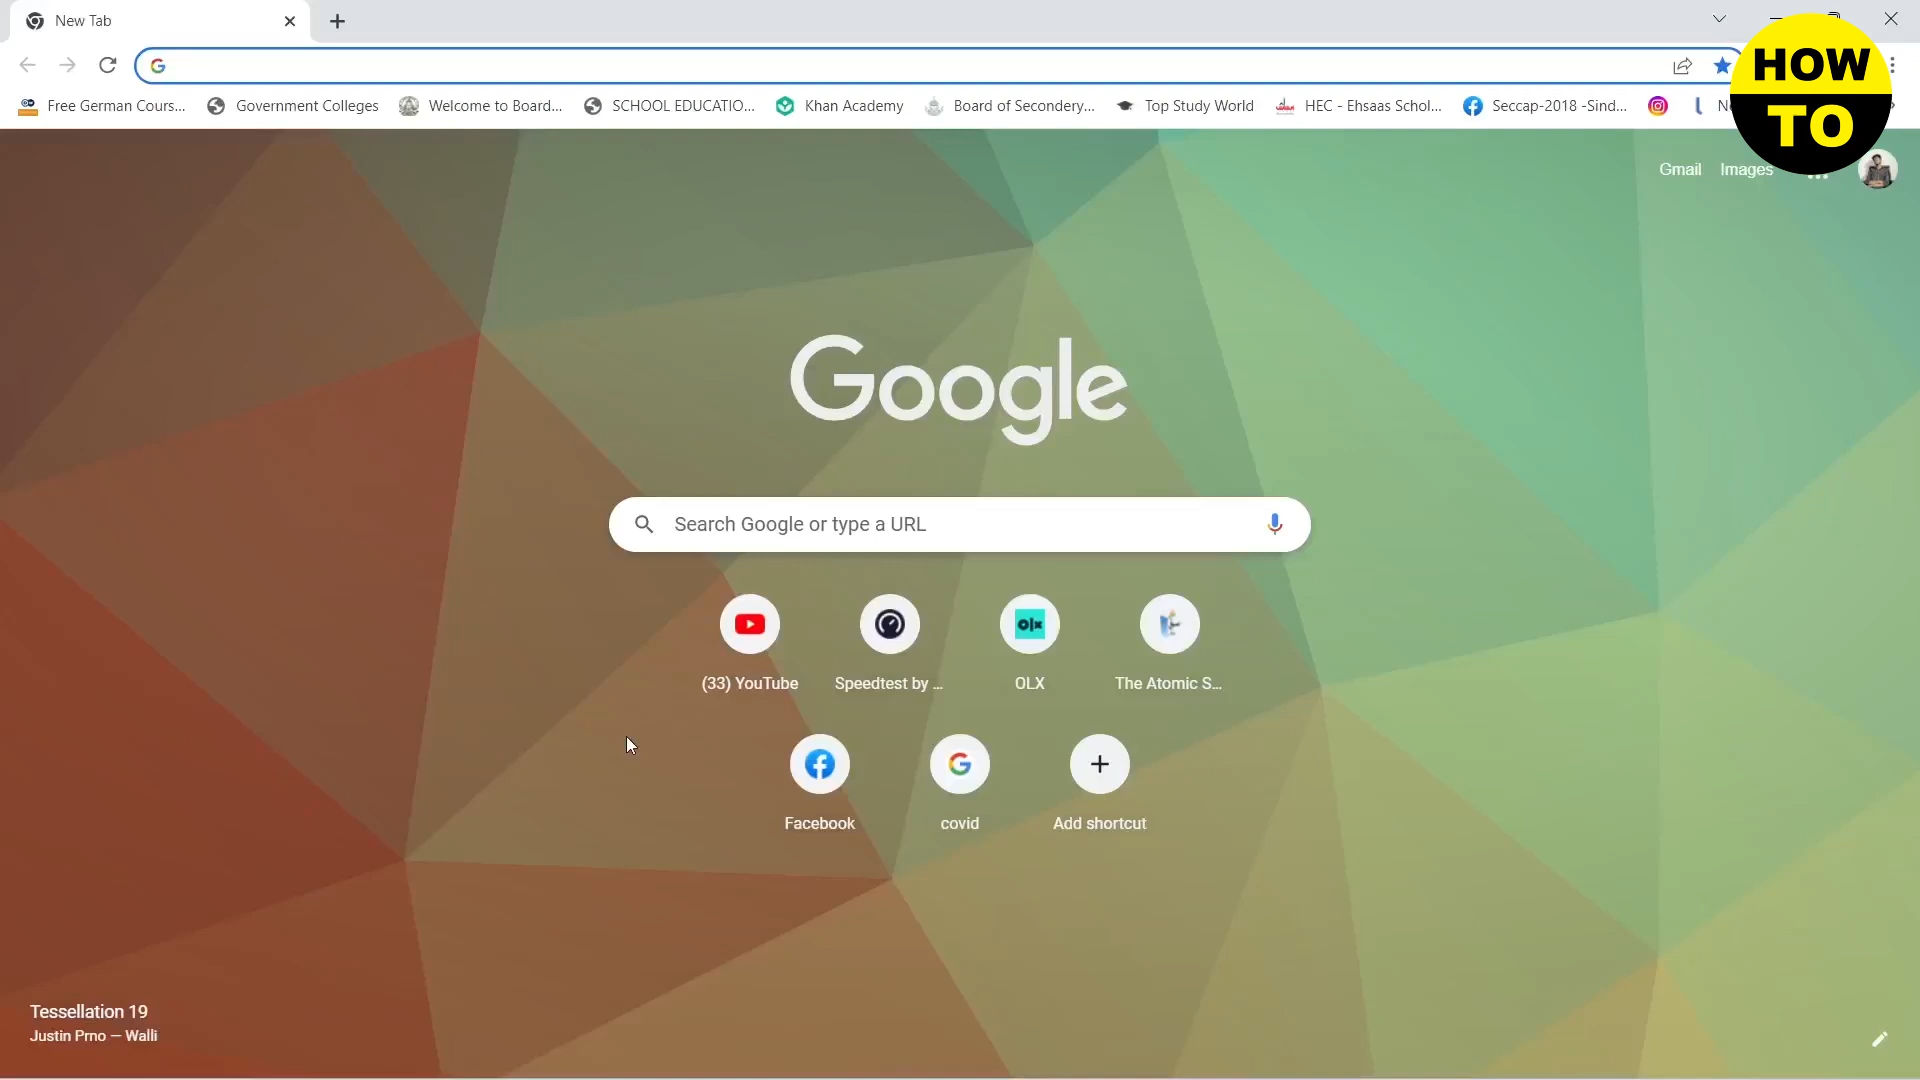 New Tab
HOW
TO
Free German Cours...
Government Colleges
Welcome to Board...
SCHOOL EDUCATIO...
Khan Academy
Board of Secondery...
Top Study World
HEC - Ehsaas Schol...
Seccap-2018 -Sind...
Gmail
Images
Google
Search Google or type a URL
(33) YouTube
Speedtest by ...
olx
OLX
The Atomic S...
Facebook
covid
Add shortcut
Tessellation 19
Justin Prno — Walli